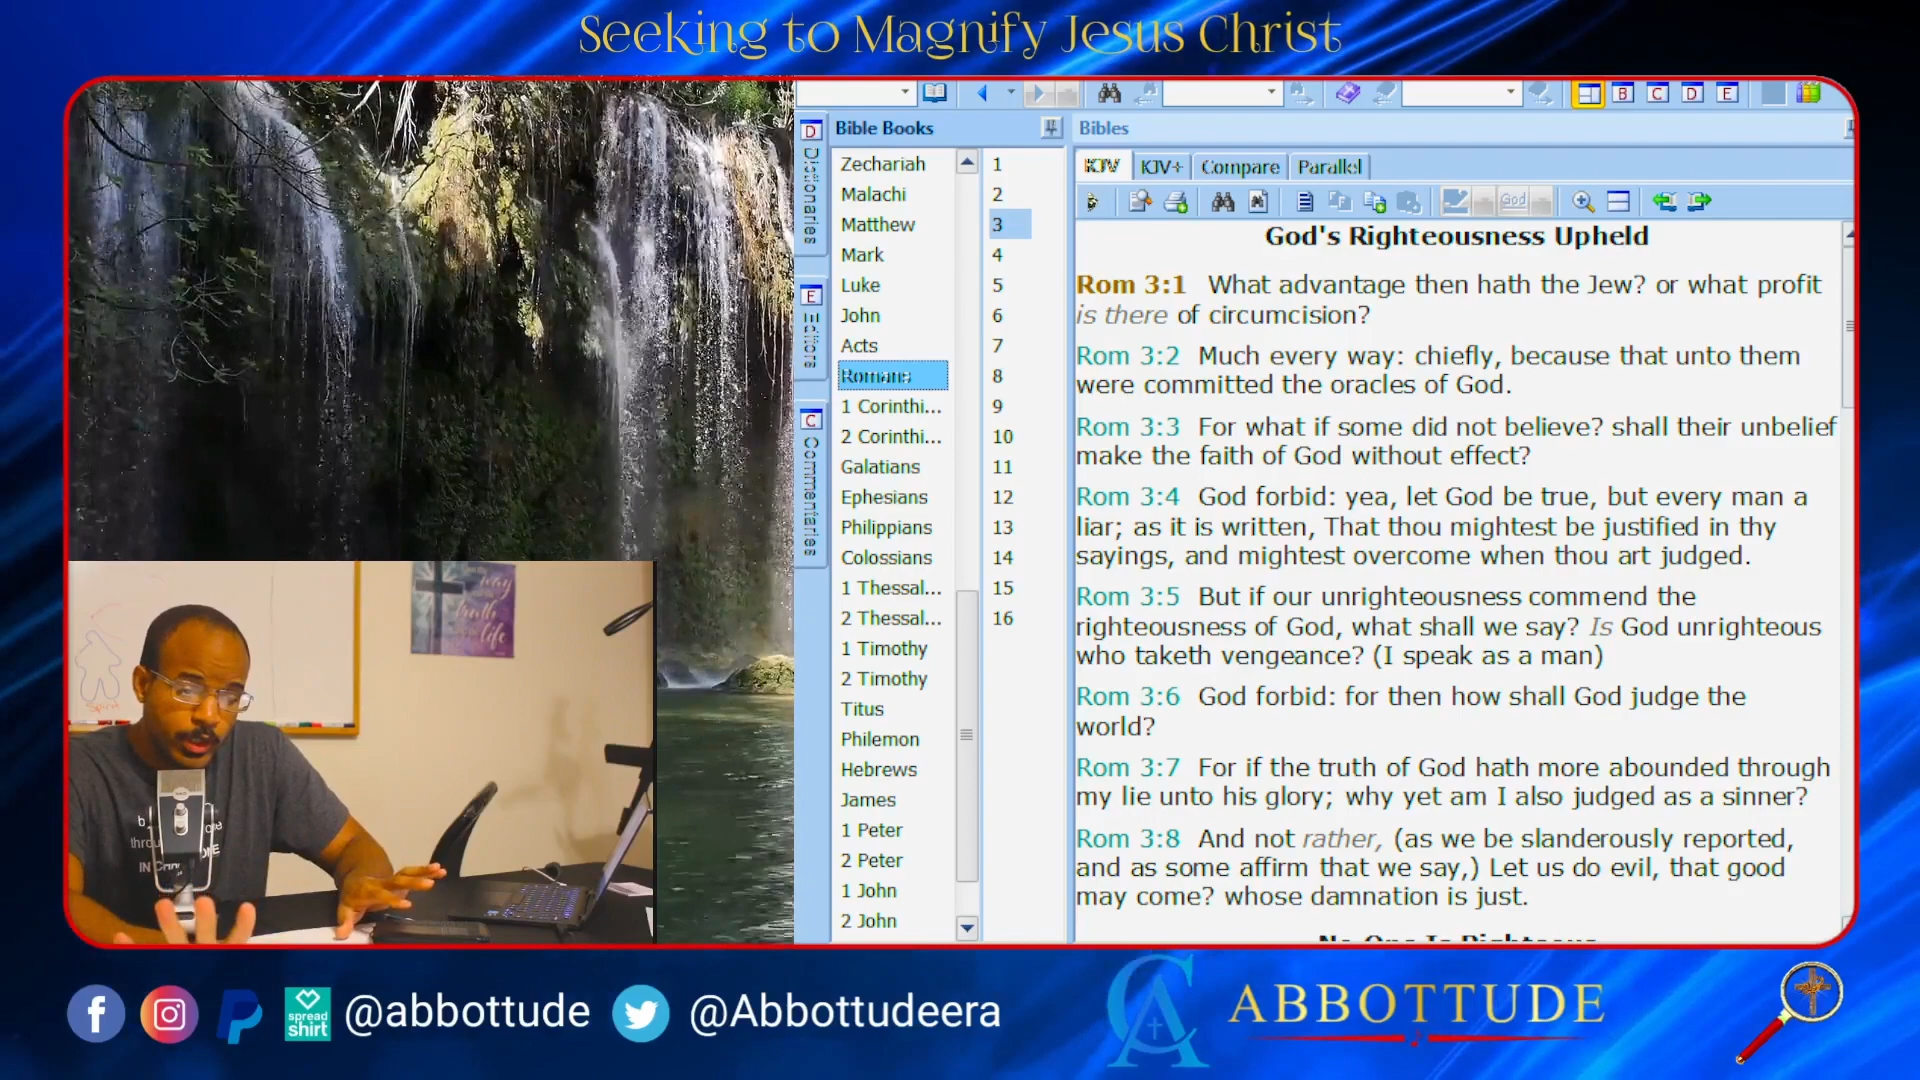 Seeking to Magnify Jesus Christ
B
C
D
E
D
Dictionaries
E
Editors
C
Commentaries
Bible Books
Zechariah
Malachi
Matthew
Mark
Luke
John
Acts
Romans
1 Corinthi...
2 Corinthi...
Galatians
Ephesians
Philippians
Colossians
1 Thessal...
2 Thessal...
1 Timothy
2 Timothy
Titus
Philemon
Hebrews
James
1 Peter
2 Peter
1 John
2 John
1
2
3
4
5
6
7
8
9
10
11
12
13
14
15
16
Bibles
KJV KJV+ Compare Parallel
God
God's Righteousness Upheld
Rom 3:1 What advantage then hath the Jew? or what profit
is there of circumcision?
Rom 3:2 Much every way: chiefly, because that unto them
were committed the oracles of God.
Rom 3:3 For what if some did not believe? shall their unbelief
make the faith of God without effect?
Rom 3:4 God forbid: yea, let God be true, but every man a
liar; as it is written, That thou mightest be justified in thy
sayings, and mightest overcome when thou art judged.
Rom 3:5 But if our unrighteousness commend the
righteousness of God, what shall we say? Is God unrighteous
who taketh vengeance? (I speak as a man)
Rom 3:6 God forbid: for then how shall God judge the
world?
Rom 3:7 For if the truth of God hath more abounded through
my lie unto his glory; why yet am I also judged as a sinner?
Rom 3:8 And not rather, (as we be slanderously reported,
and as some affirm that we say,) Let us do evil, that good
may come? whose damnation is just.
No One Is Righteous
way
truth
life
Spirit
IN
spread
shirt
@abbottude
@Abbottudeera
CA
ABBOTTUDE